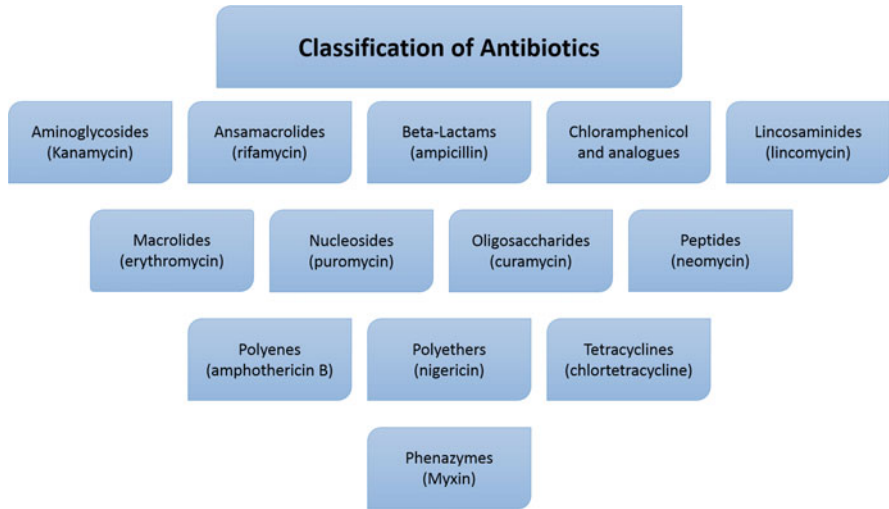 Classification of Antibiotics
Aminoglycosides
(Kanamycin)
Ansamacrolides
(rifamycin)
Beta-Lactams
(ampicillin)
Chloramphenicol
and analogues
Lincosaminides
(lincomycin)
Macrolides
(erythromycin)
Nucleosides
(puromycin)
Oligosaccharides
(curamycin)
Peptides
(neomycin)
Polyenes
(amphothericin B)
Polyethers
(nigericin)
Tetracyclines
(chlortetracycline)
Phenazymes
(Myxin)